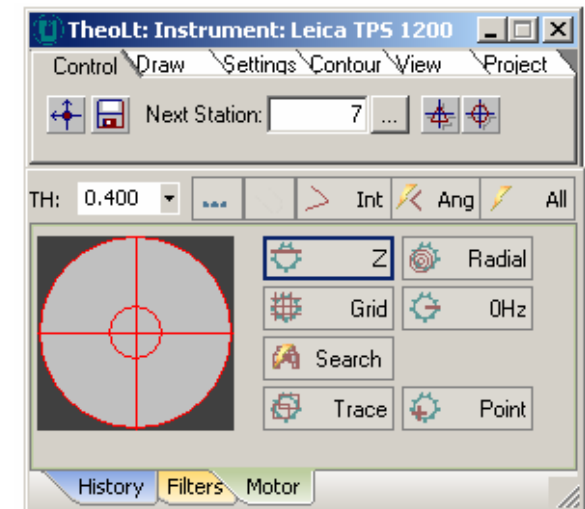 TheoLt: Instrument: Leica TPS 1200
Control Draw Settings Contour View Project
Next Station: 7 ...
TH: 0.400 Int Ang All
Z Radial
Grid 0Hz
Search
Trace Point
History Filters Motor